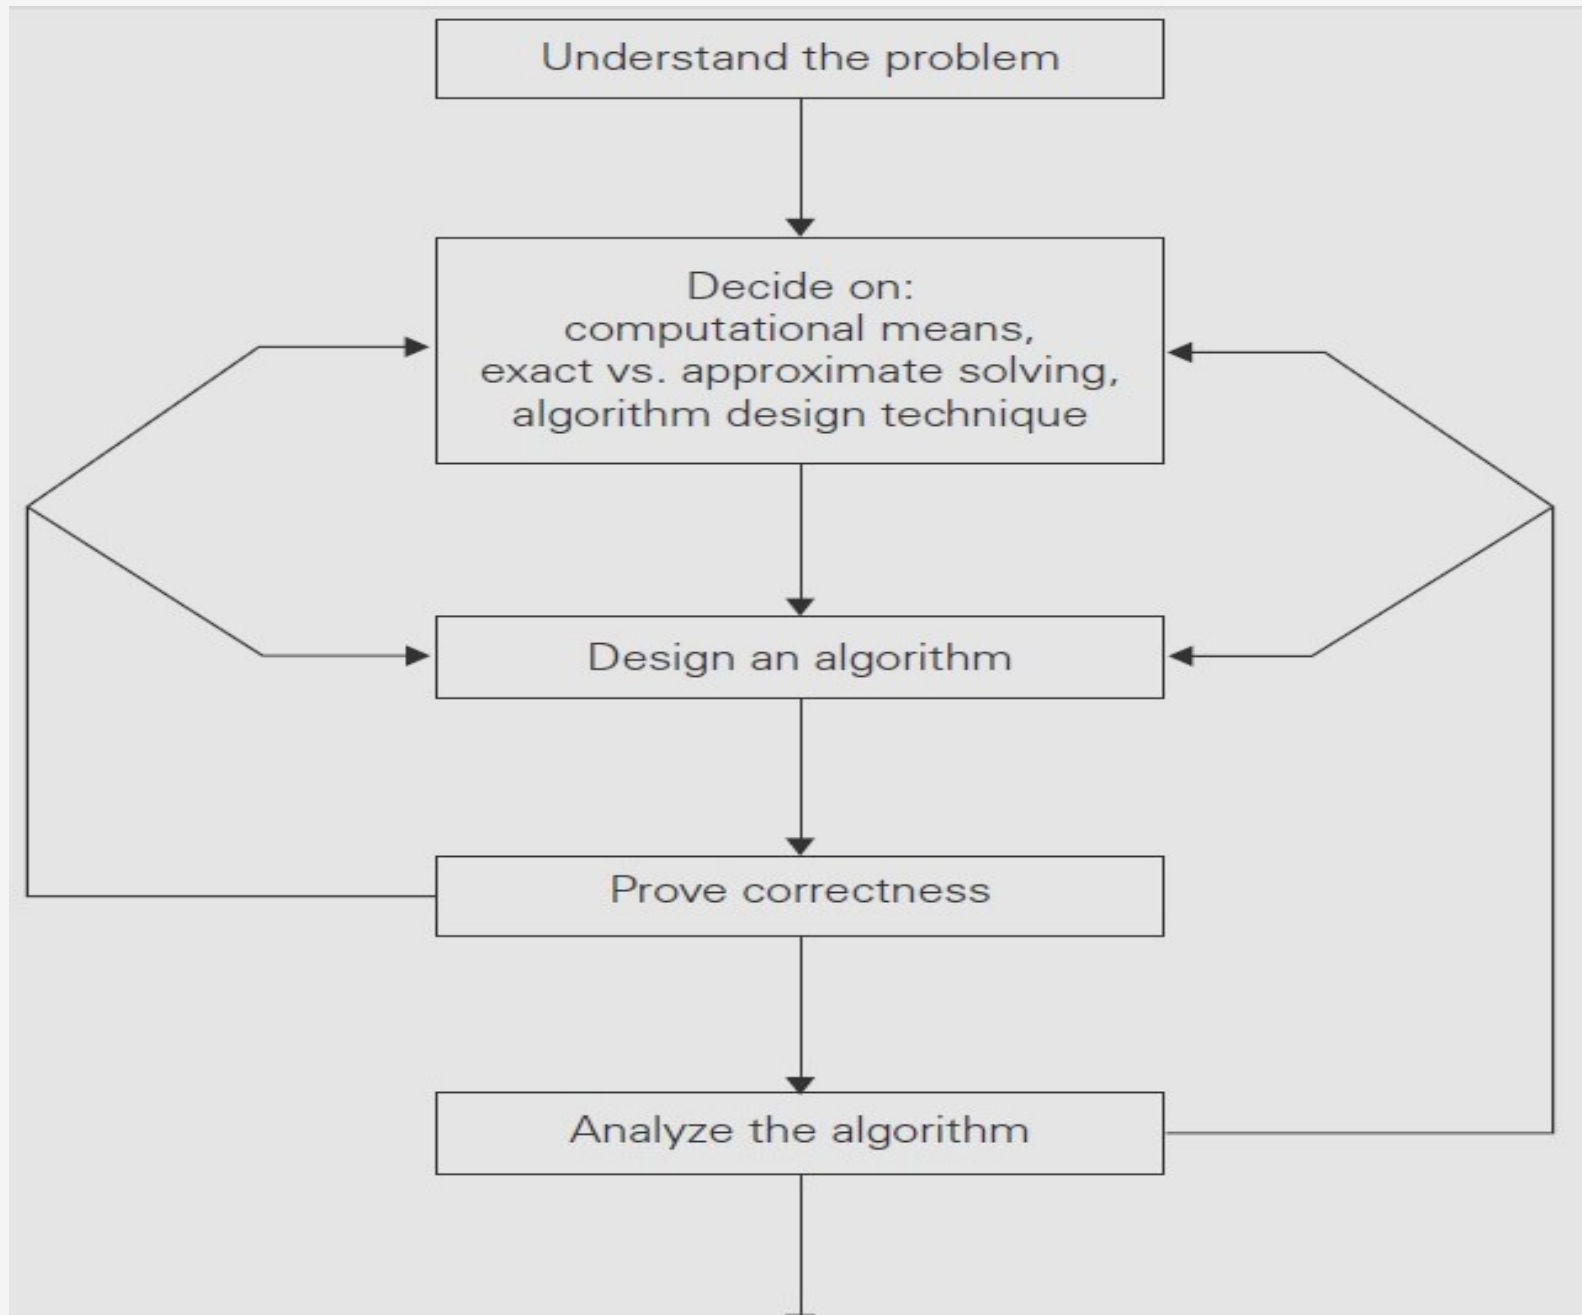 Understand the problem
Decide on:
computational means,
exact vs. approximate solving,
algorithm design technique
Design an algorithm
Prove correctness
Analyze the algorithm